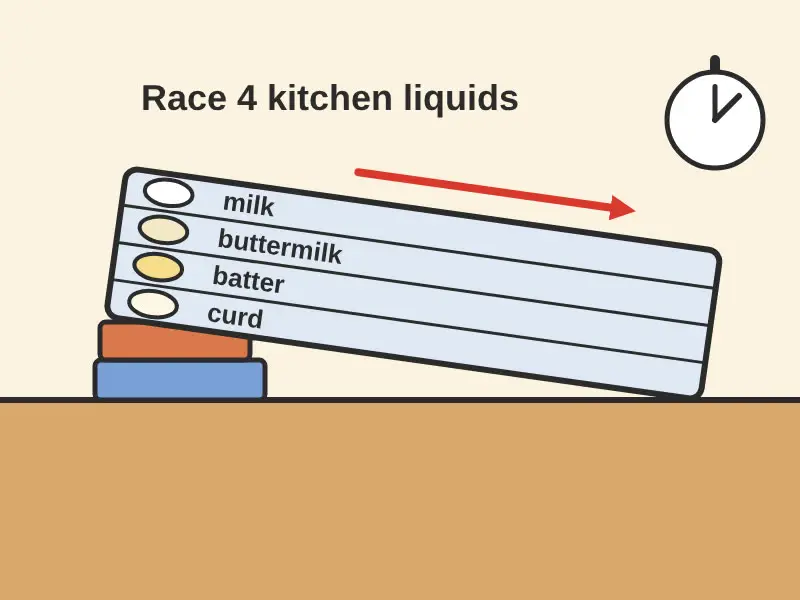 Race 4 kitchen liquids
milk
buttermilk
batter
curd